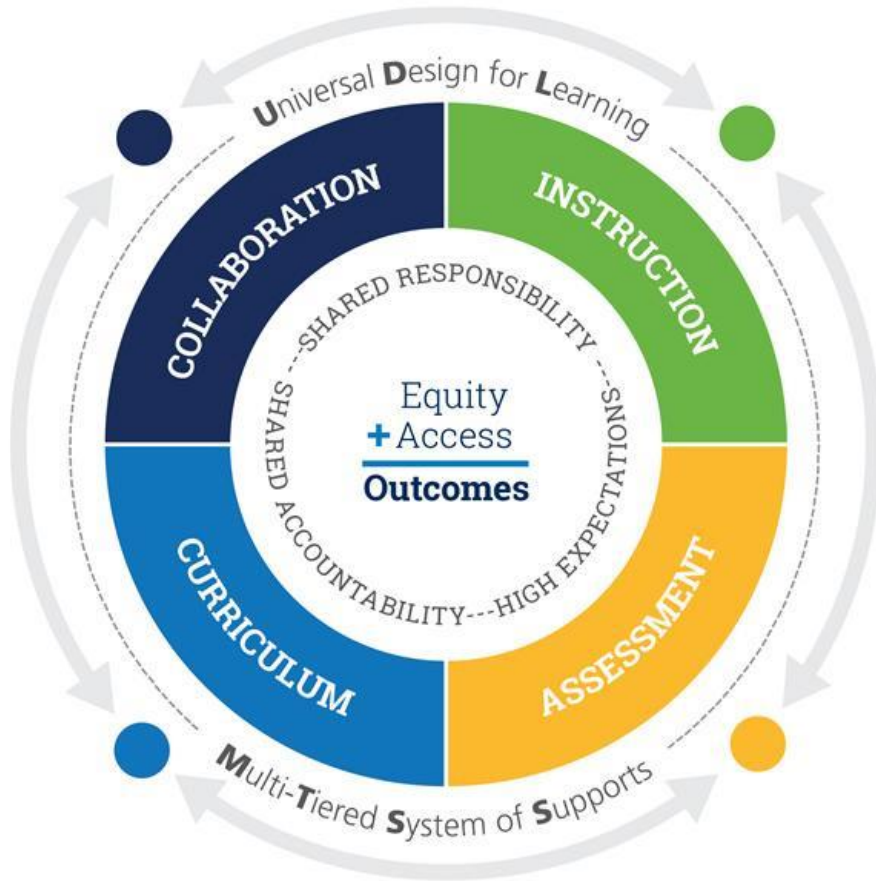 Universal Design for Learning
COLLABORATION
INSTRUCTION
SHARED RESPONSIBILITY ----HIGH EXPECTATIONS
SHARED ACCOUNTABILITY---
Equity
+Access
Outcomes
CURRICULUM
ASSESSMENT
Multi-Tiered System of Supports